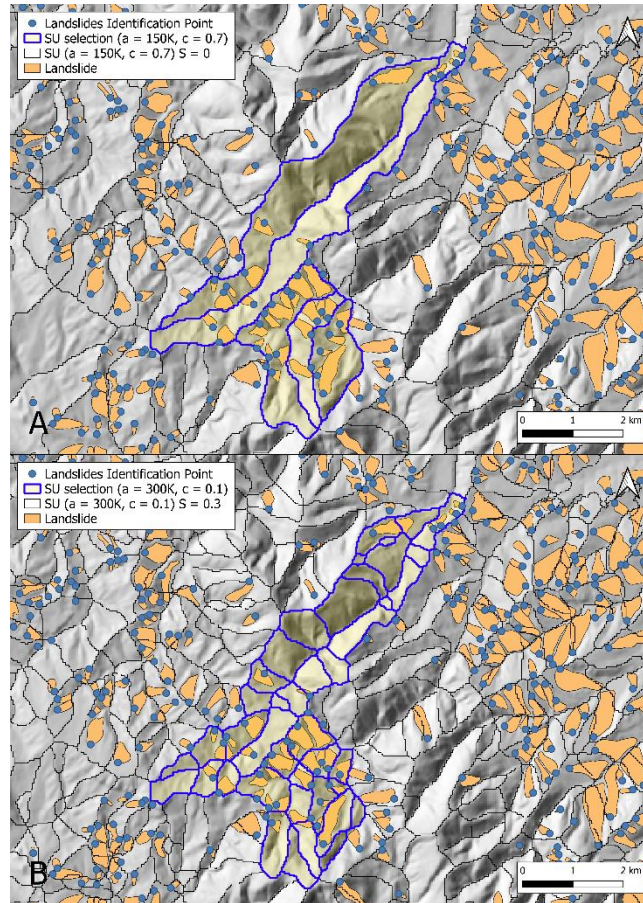 Landslides Identification Point
SU selection (a = 150K, c = 0.7)
SU (a = 150K, c = 0.7) S = 0
Landslide
A
0 1 2 km
Landslides Identification Point
SU selection (a = 300K, c = 0.1)
SU (a = 300K, c = 0.1) S = 0.3
Landslide
B
0 1 2 km